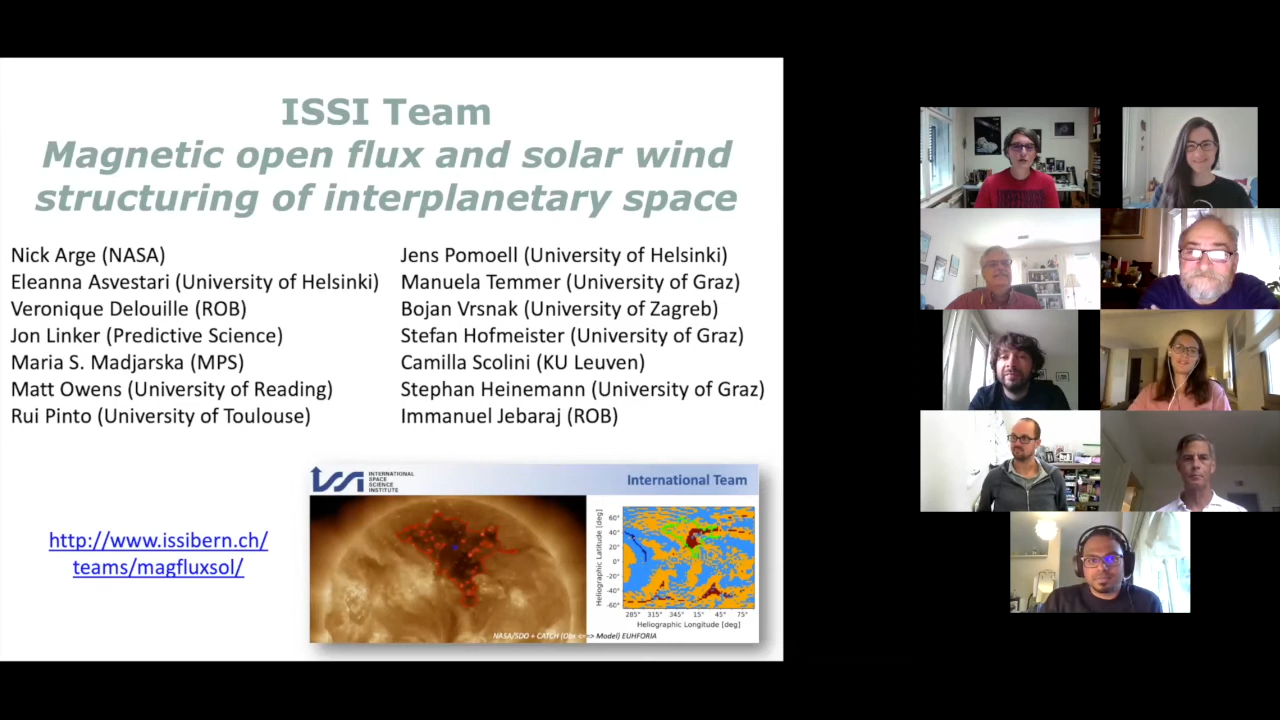 ISSI Team
Magnetic open flux and solar wind
structuring of interplanetary space
Nick Arge (NASA)
Eleanna Asvestari (University of Helsinki)
Veronique Delouille (ROB)
Jon Linker (Predictive Science)
Maria S. Madjarska (MPS)
Matt Owens (University of Reading)
Rui Pinto (University of Toulouse)
Jens Pomoell (University of Helsinki)
Manuela Temmer (University of Graz)
Bojan Vrsnak (University of Zagreb)
Stefan Hofmeister (University of Graz)
Camilla Scolini (KU Leuven)
Stephan Heinemann (University of Graz)
Immanuel Jebaraj (ROB)
http://www.issibern.ch/
teams/magfluxsol/
ISSI
INTERNATIONAL
SPACE
SCIENCE
INSTITUTE
International Team
Heliographic Latitude [deg]
60°
40°
20°
0°
-20°
-40°
-60°
285° 315° 345° 15° 45° 75°
Heliographic Longitude [deg]
NASA/SDO + CATCH (Obs <=> Model) EUHFORIA